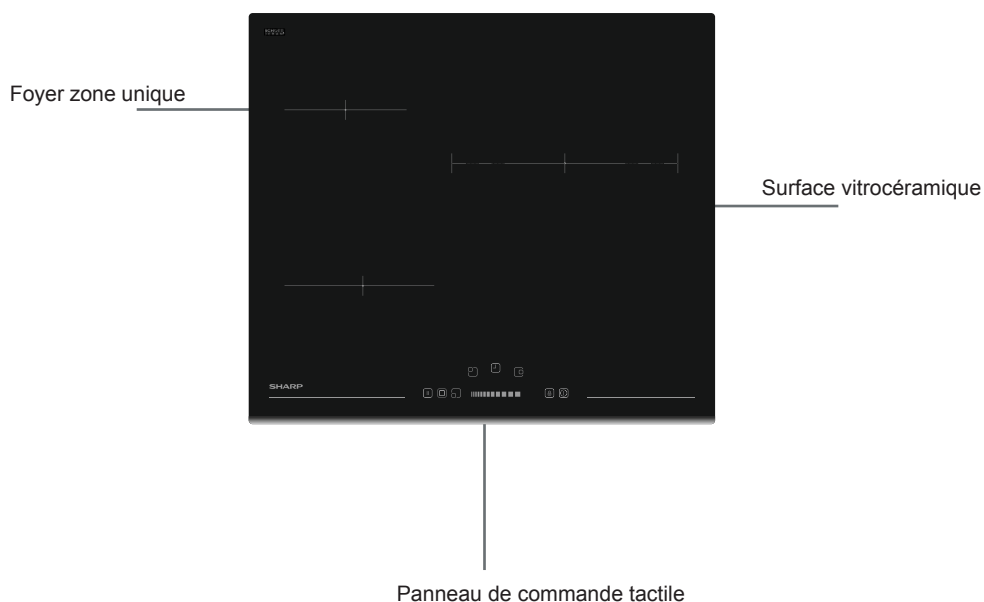 Foyer zone unique
Surface vitrocéramique
SHARP
Panneau de commande tactile